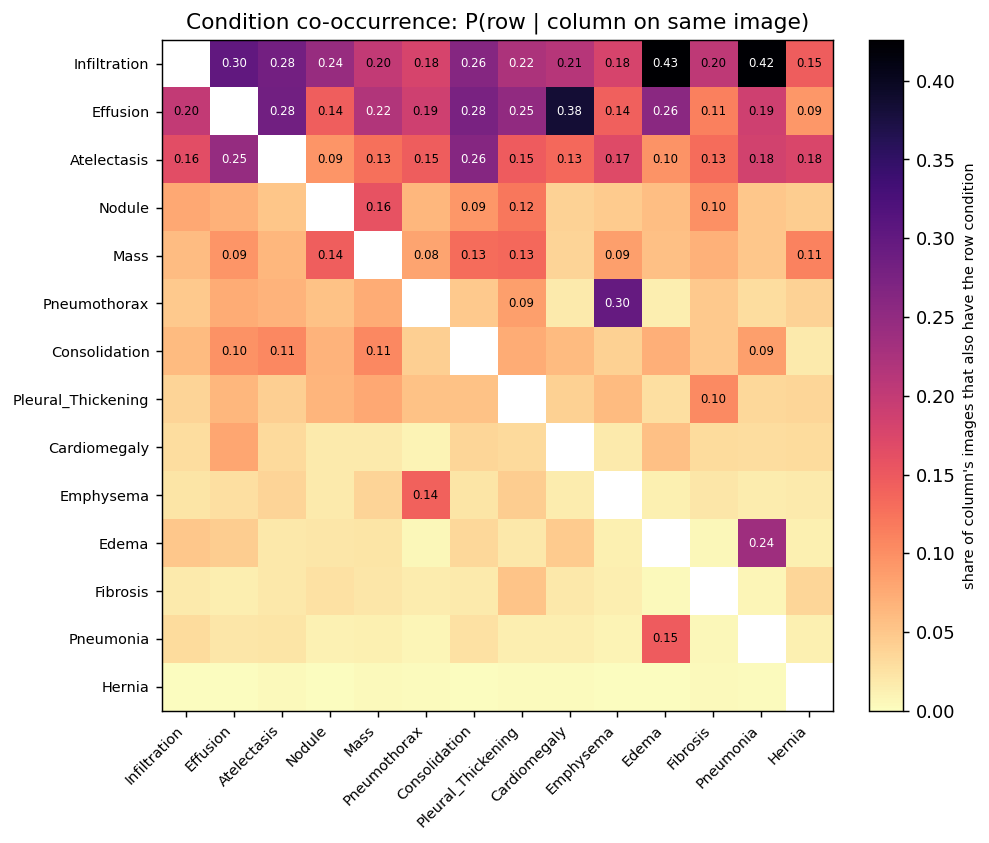 Condition co-occurrence: P(row | column on same image)
Infiltration 0.30 0.28 0.24 0.20 0.18 0.26 0.22 0.21 0.18 0.43 0.20 0.42 0.15
Effusion 0.20 0.28 0.14 0.22 0.19 0.28 0.25 0.38 0.14 0.26 0.11 0.19 0.09
Atelectasis 0.16 0.25 0.09 0.13 0.15 0.26 0.15 0.13 0.17 0.10 0.13 0.18 0.18
Nodule 0.16 0.09 0.12 0.10
Mass 0.09 0.14 0.08 0.13 0.13 0.09 0.11
Pneumothorax 0.09 0.30
Consolidation 0.10 0.11 0.11 0.09
Pleural_Thickening 0.10
Cardiomegaly
Emphysema 0.14
Edema 0.24
Fibrosis
Pneumonia 0.15
Hernia
Infiltration
Effusion
Atelectasis
Nodule
Mass
Pneumothorax
Consolidation
Pleural_Thickening
Cardiomegaly
Emphysema
Edema
Fibrosis
Pneumonia
Hernia
0.40
0.35
0.30
0.25
0.20
0.15
0.10
0.05
0.00
share of column's images that also have the row condition